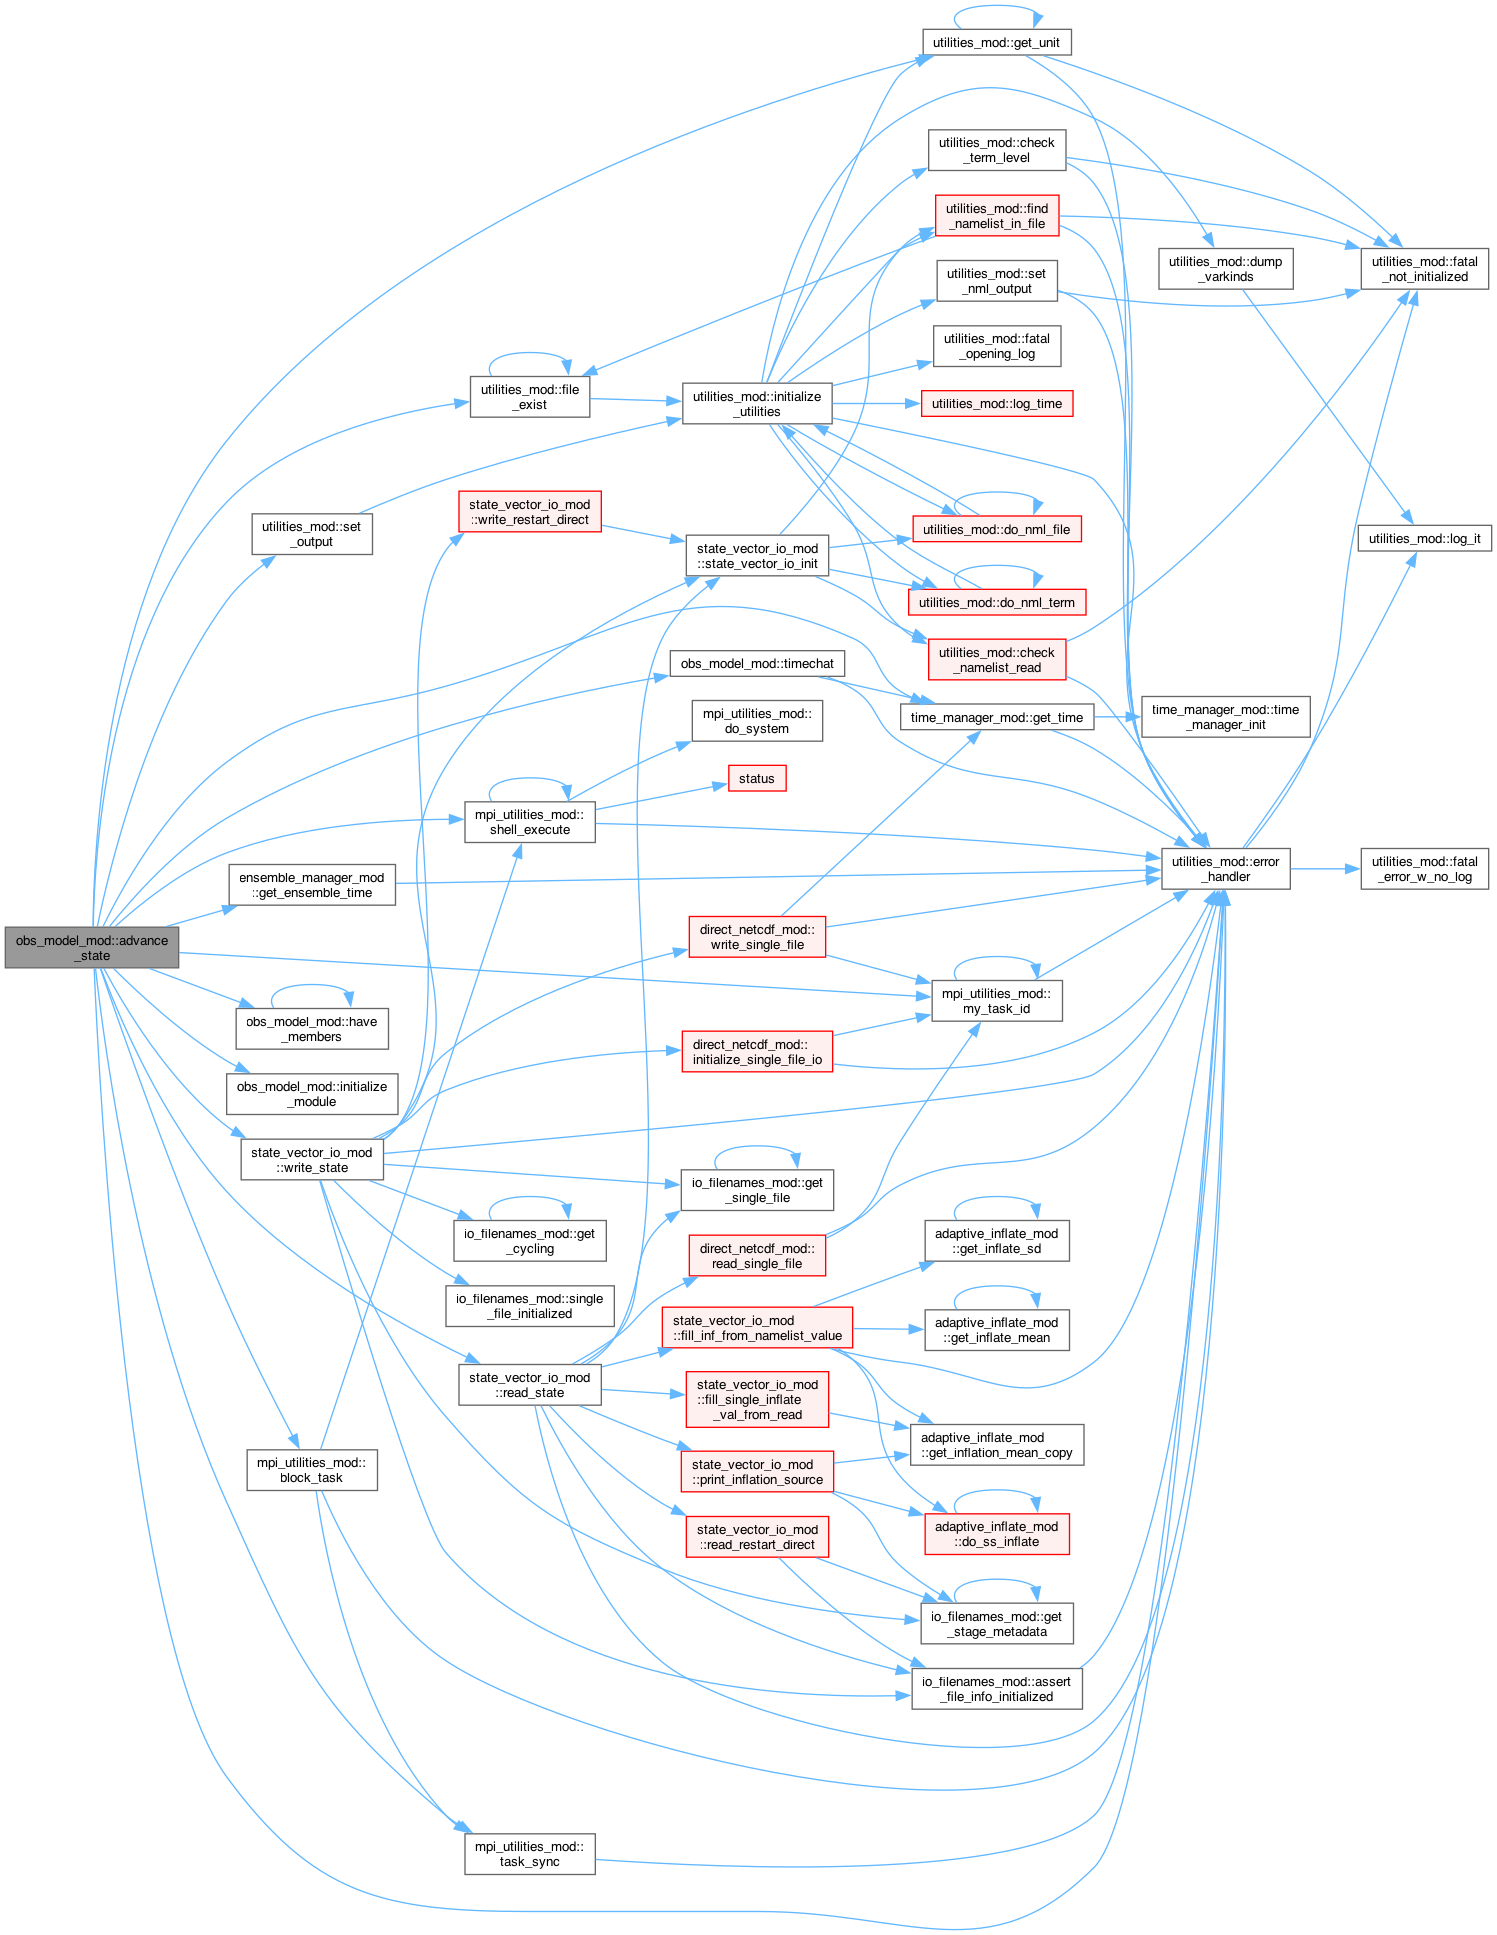 utilities_mod::get_unit
utilities_mod::check
_term_level
utilities_mod::find
_namelist_in_file
utilities_mod::set
_nml_output
utilities_mod::dump
_varkinds
utilities_mod::fatal
_not_initialized
utilities_mod::fatal
_opening_log
utilities_mod::file
_exist
utilities_mod::initialize
_utilities
utilities_mod::log_time
state_vector_io_mod
::write_restart_direct
utilities_mod::set
_output
utilities_mod::do_nml_file
utilities_mod::log_it
state_vector_io_mod
::state_vector_io_init
utilities_mod::do_nml_term
utilities_mod::check
_namelist_read
obs_model_mod::timechat
time_manager_mod::get_time
time_manager_mod::time
_manager_init
mpi_utilities_mod::
do_system
status
mpi_utilities_mod::
shell_execute
utilities_mod::error
_handler
utilities_mod::fatal
_error_w_no_log
ensemble_manager_mod
::get_ensemble_time
obs_model_mod::advance
_state
direct_netcdf_mod::
write_single_file
mpi_utilities_mod::
my_task_id
obs_model_mod::have
_members
direct_netcdf_mod::
initialize_single_file_io
obs_model_mod::initialize
_module
state_vector_io_mod
::write_state
io_filenames_mod::get
_single_file
io_filenames_mod::get
_cycling
adaptive_inflate_mod
::get_inflate_sd
direct_netcdf_mod::
read_single_file
io_filenames_mod::single
_file_initialized
state_vector_io_mod
::fill_inf_from_namelist_value
adaptive_inflate_mod
::get_inflate_mean
state_vector_io_mod
::read_state
state_vector_io_mod
::fill_single_inflate
_val_from_read
adaptive_inflate_mod
::get_inflation_mean_copy
mpi_utilities_mod::
block_task
state_vector_io_mod
::print_inflation_source
state_vector_io_mod
::read_restart_direct
adaptive_inflate_mod
::do_ss_inflate
io_filenames_mod::get
_stage_metadata
io_filenames_mod::assert
_file_info_initialized
mpi_utilities_mod::
task_sync